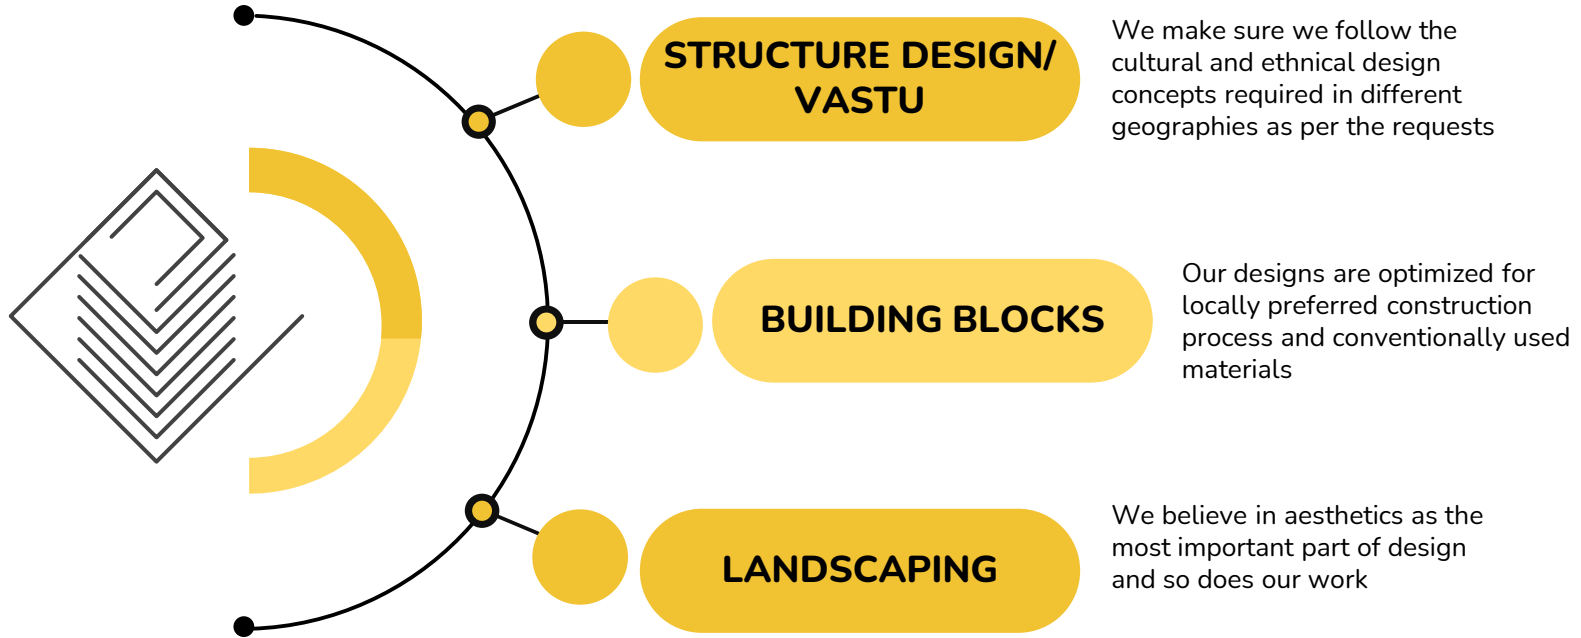 STRUCTURE DESIGN/
VASTU
We make sure we follow the
cultural and ethnical design
concepts required in different
geographies as per the requests
BUILDING BLOCKS
Our designs are optimized for
locally preferred construction
process and conventionally used
materials
LANDSCAPING
We believe in aesthetics as the
most important part of design
and so does our work